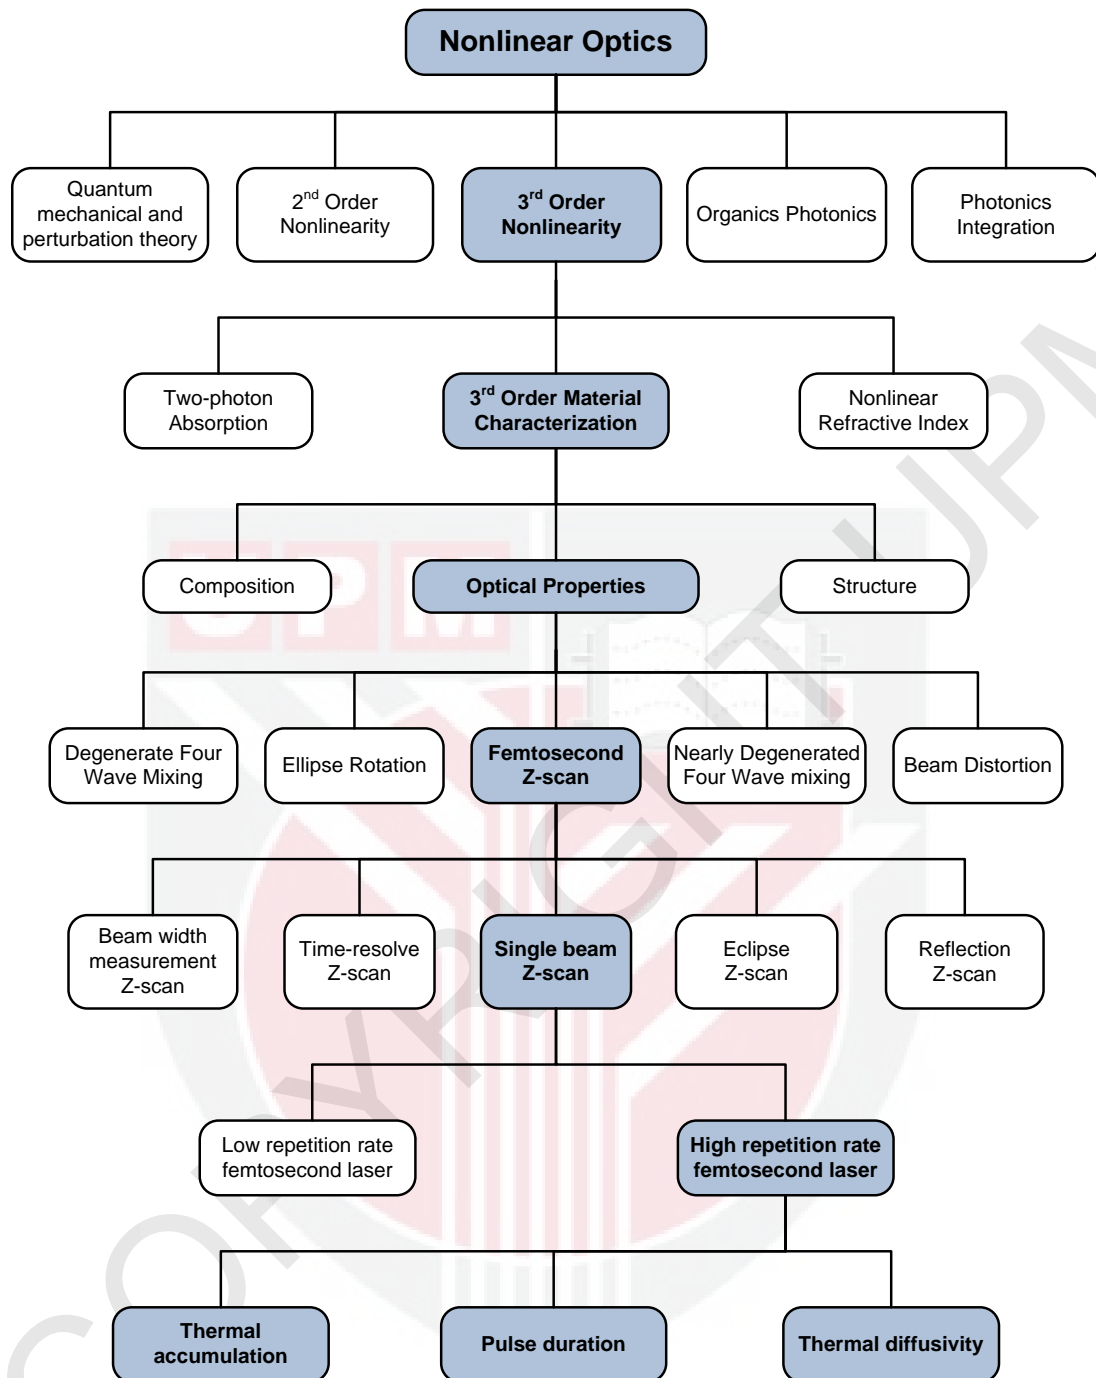 Nonlinear Optics
Quantum
mechanical and
perturbation theory
2nd Order
Nonlinearity
3rd Order
Nonlinearity
Organics Photonics
Photonics
Integration
Two-photon
Absorption
3rd Order Material
Characterization
Nonlinear
Refractive Index
Composition
Optical Properties
Structure
Degenerate Four
Wave Mixing
Ellipse Rotation
Femtosecond
Z-scan
Nearly Degenerated
Four Wave mixing
Beam Distortion
Beam width
measurement
Z-scan
Time-resolve
Z-scan
Single beam
Z-scan
Eclipse
Z-scan
Reflection
Z-scan
Low repetition rate
femtosecond laser
High repetition rate
femtosecond laser
Thermal
accumulation
Pulse duration
Thermal diffusivity
UPM
COPYRIGHT UPM